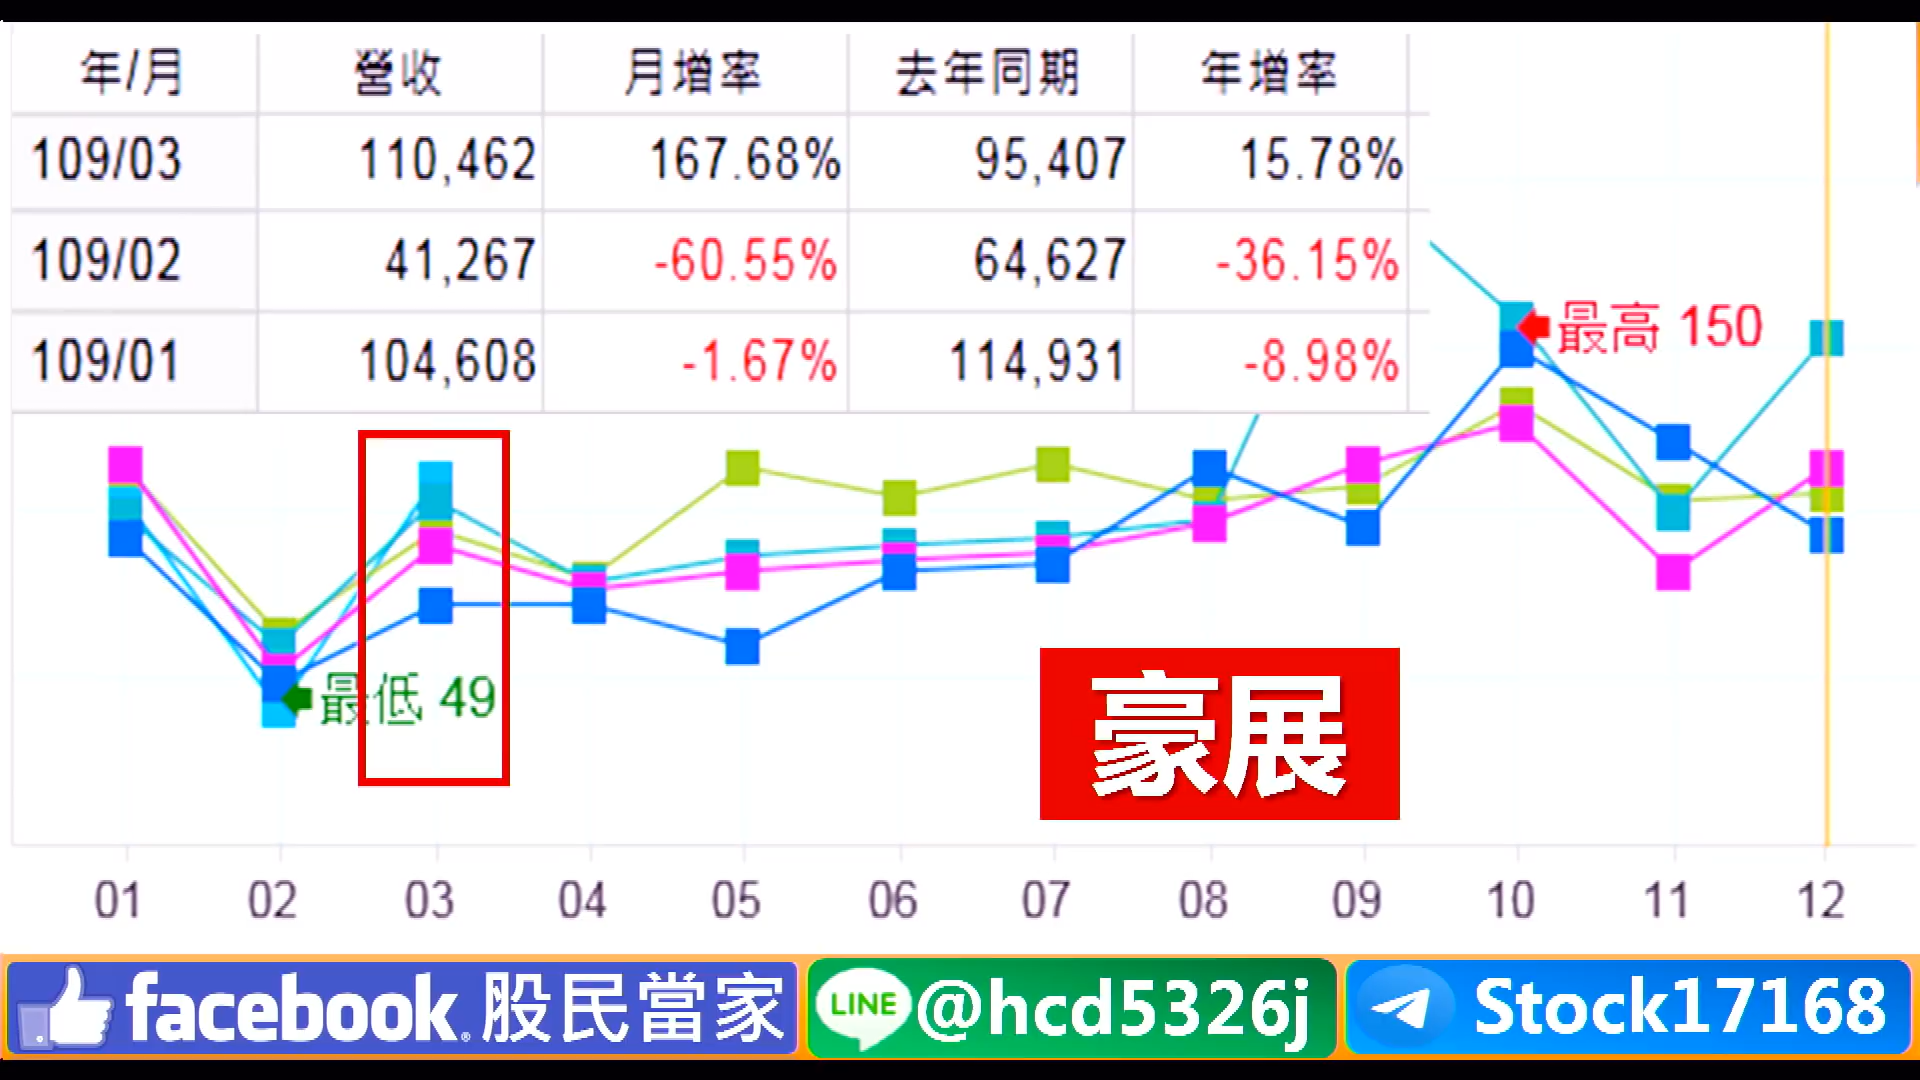 年/月 營收 月增率 去年同期 年增率
109/03 110,462 167.68% 95,407 15.78%
109/02 41,267 -60.55% 64,627 -36.15%
109/01 104,608 -1.67% 114,931 -8.98%
最高 150
最低 49
豪展
01 02 03 04 05 06 07 08 09 10 11 12
facebook. 股民當家 LINE @hcd5326j Stock17168